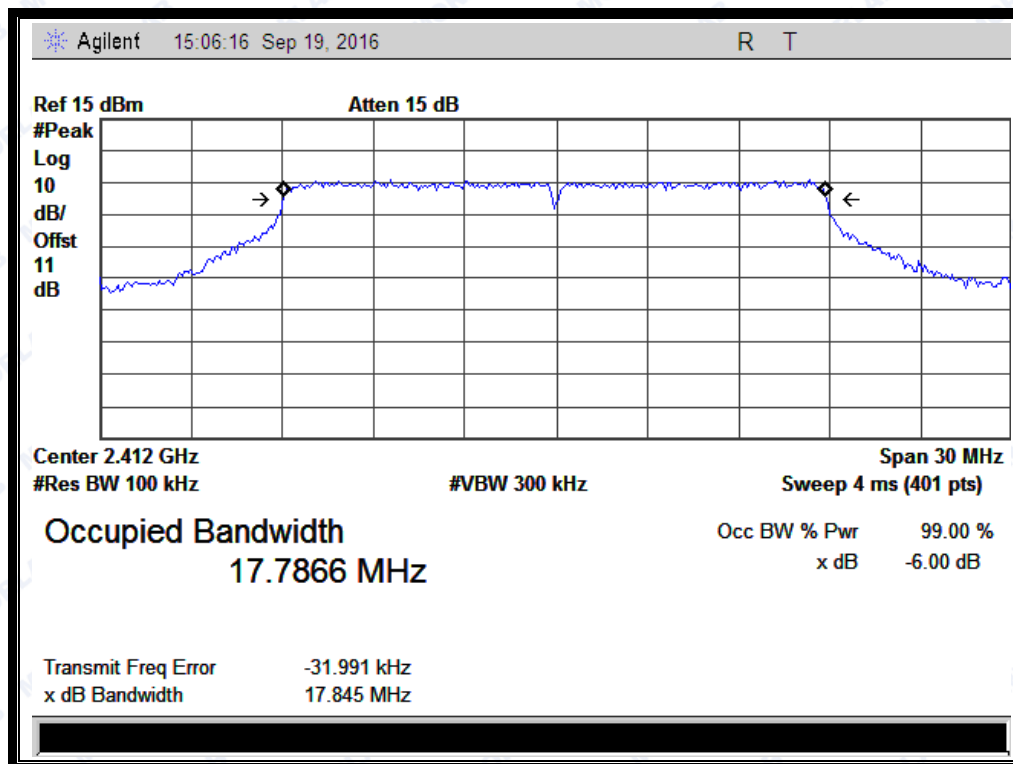 Agilent 15:06:16 Sep 19, 2016 R T
Ref 15 dBm Atten 15 dB
#Peak
Log
10
dB/
Offst
11
dB
Center 2.412 GHz Span 30 MHz
#Res BW 100 kHz #VBW 300 kHz Sweep 4 ms (401 pts)
Occupied Bandwidth Occ BW % Pwr 99.00 %
17.7866 MHz x dB -6.00 dB
Transmit Freq Error -31.991 kHz
x dB Bandwidth 17.845 MHz